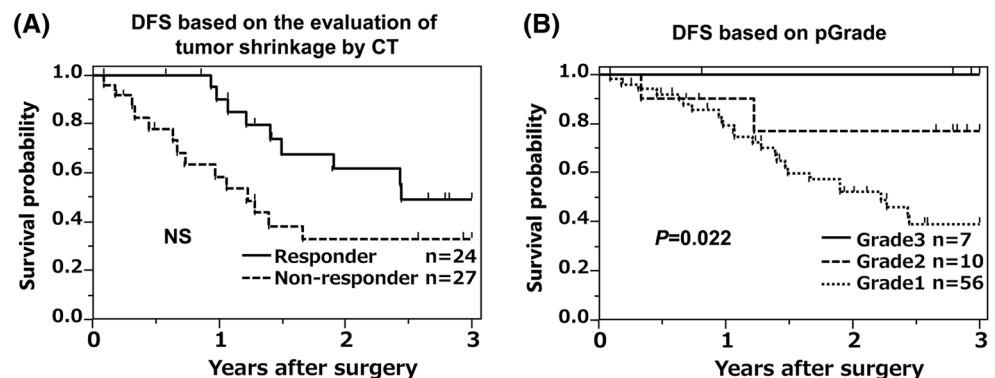 (A)
DFS based on the evaluation of
tumor shrinkage by CT
Survival probability
1.0
0.8
0.6
0.4
0.2
0.0
NS
Responder n=24
Non-responder n=27
0 1 2 3
Years after surgery
(B)
DFS based on pGrade
Survival probability
1.0
0.8
0.6
0.4
0.2
0.0
P=0.022
Grade3 n=7
Grade2 n=10
Grade1 n=56
0 1 2 3
Years after surgery